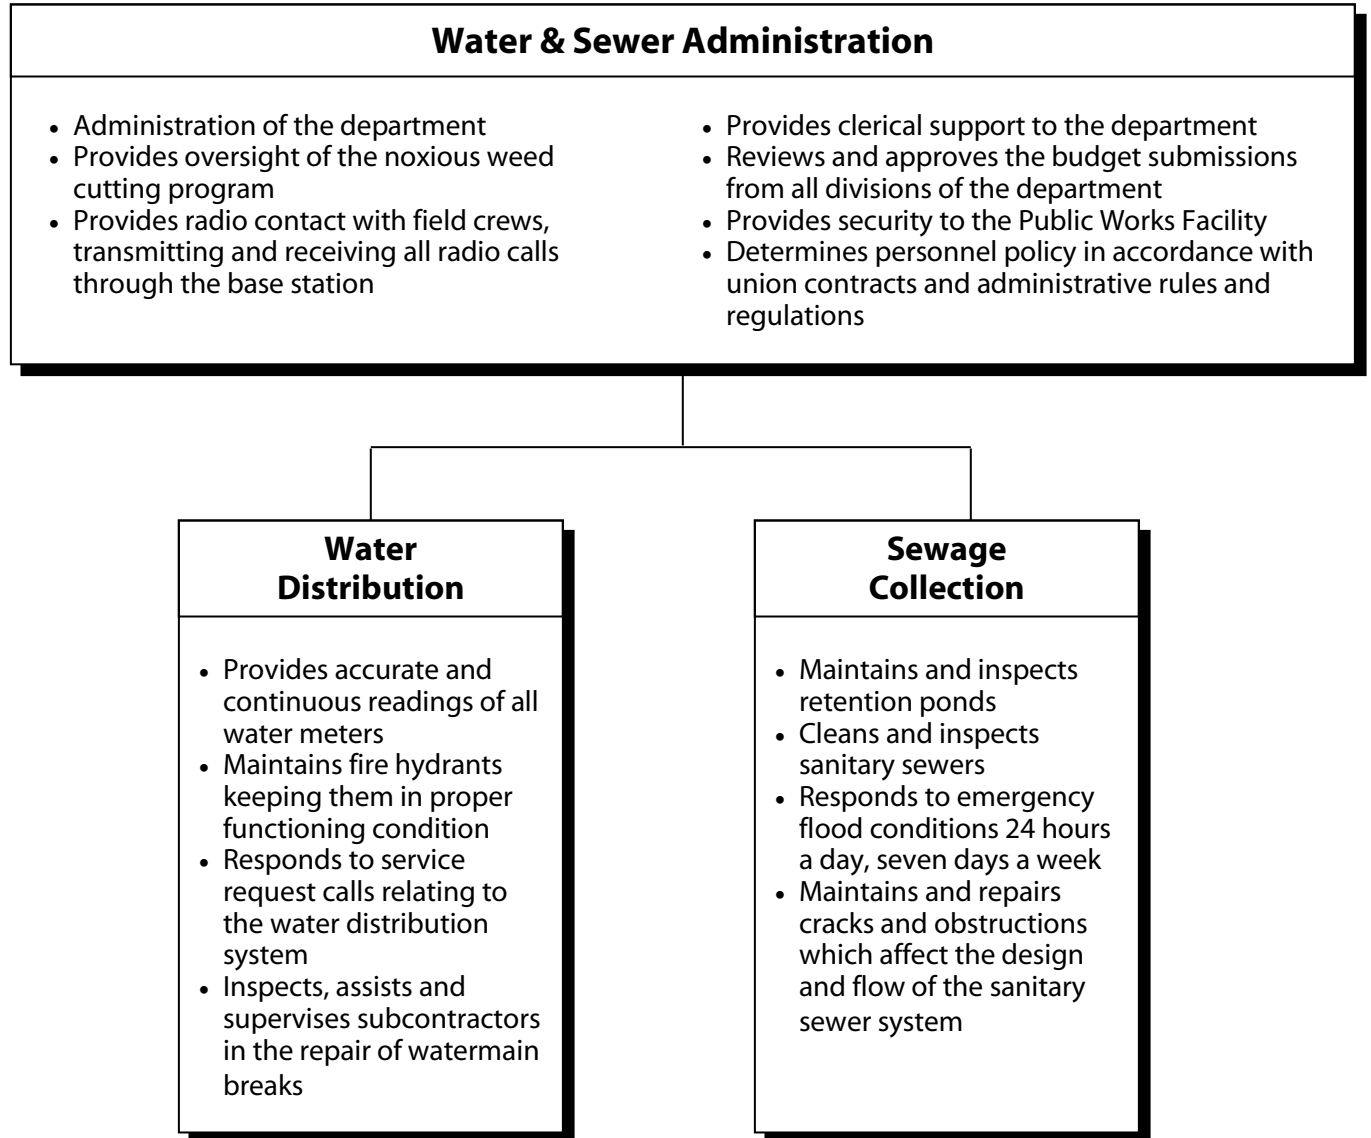 Water & Sewer Administration
• Administration of the department
• Provides oversight of the noxious weed
cutting program
• Provides radio contact with field crews,
transmitting and receiving all radio calls
through the base station
• Provides clerical support to the department
• Reviews and approves the budget submissions
from all divisions of the department
• Provides security to the Public Works Facility
• Determines personnel policy in accordance with
union contracts and administrative rules and
regulations
Water
Distribution
• Provides accurate and
continuous readings of all
water meters
• Maintains fire hydrants
keeping them in proper
functioning condition
• Responds to service
request calls relating to
the water distribution
system
• Inspects, assists and
supervises subcontractors
in the repair of watermain
breaks
Sewage
Collection
• Maintains and inspects
retention ponds
• Cleans and inspects
sanitary sewers
• Responds to emergency
flood conditions 24 hours
a day, seven days a week
• Maintains and repairs
cracks and obstructions
which affect the design
and flow of the sanitary
sewer system